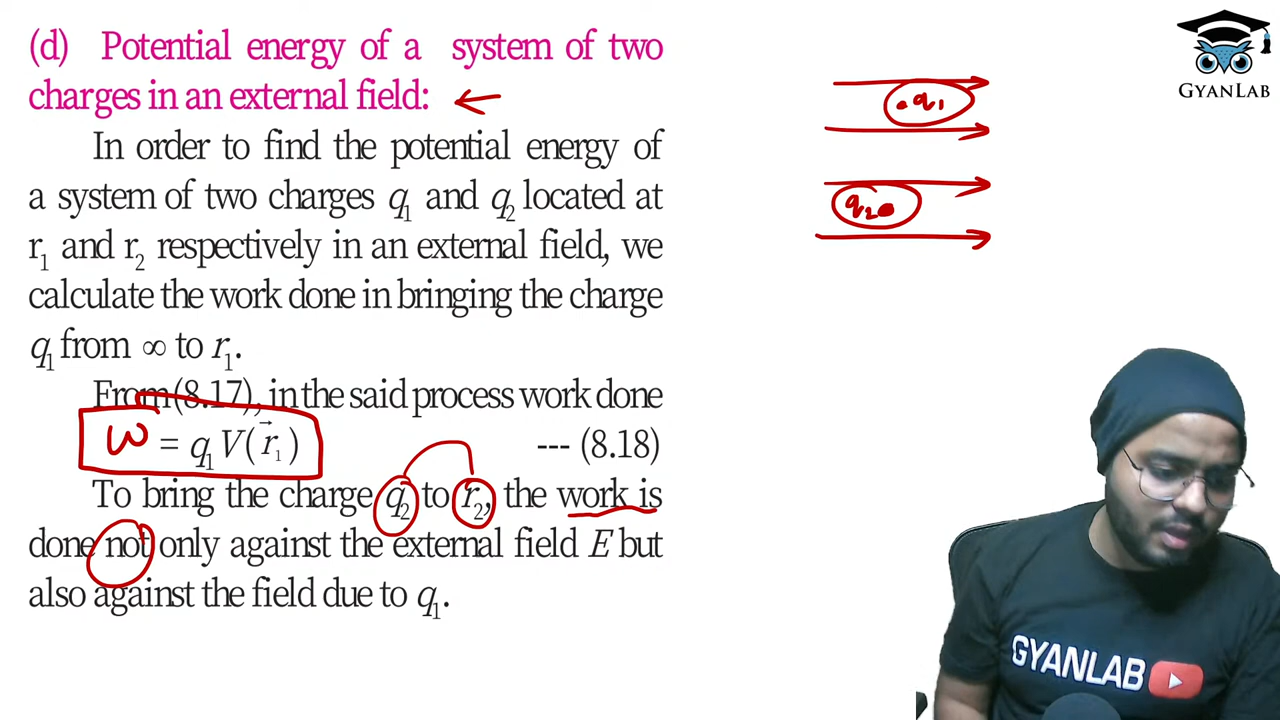 (d) Potential energy of a system of two
charges in an external field:
In order to find the potential energy of
a system of two charges q₁ and q₂ located at
r₁ and r₂ respectively in an external field, we
calculate the work done in bringing the charge
q₁ from ∞ to r₁.
From (8.17), in the said process work done
W = q₁ V(r⃗₁) --- (8.18)
To bring the charge q₂ to r₂, the work is
done not only against the external field E but
also against the field due to q₁.
q₁
q₂
GYANLAB
GYANLAB